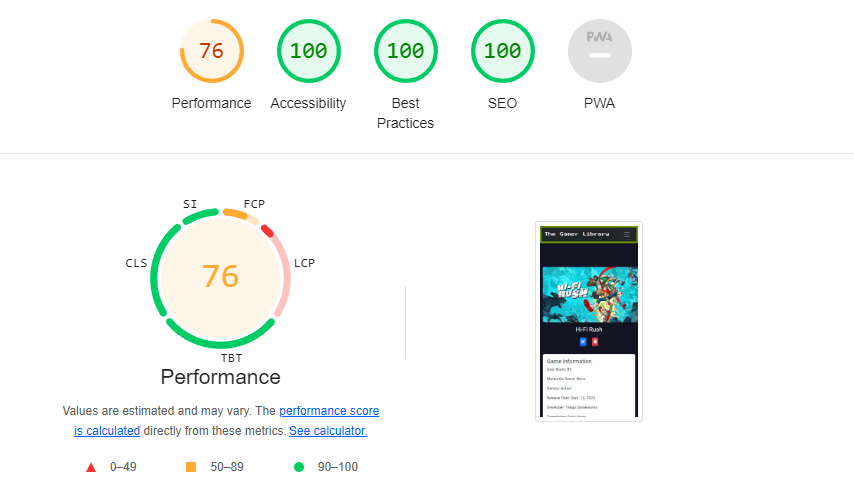 76
100
100
100
PWA
Performance
Accessibility
Best
Practices
SEO
PWA
SI
FCP
CLS
LCP
76
TBT
Performance
Values are estimated and may vary. The performance score
is calculated directly from these metrics. See calculator.
0–49
50–89
90–100
The Gamer Library
HI-FI
RUSH
Hi-Fi Rush
Game Information